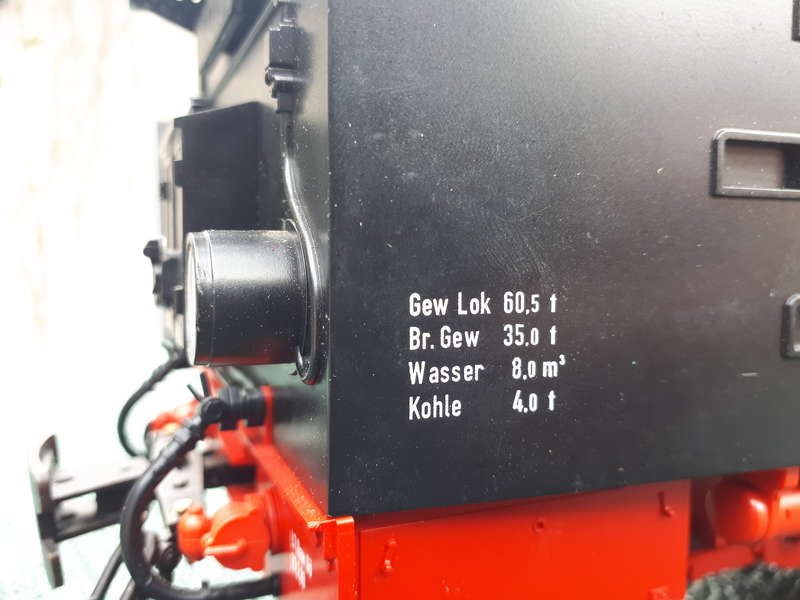 Gew Lok 60,5 t
Br. Gew 35.0 t
Wasser 8,0 m³
Kohle 4.0 t